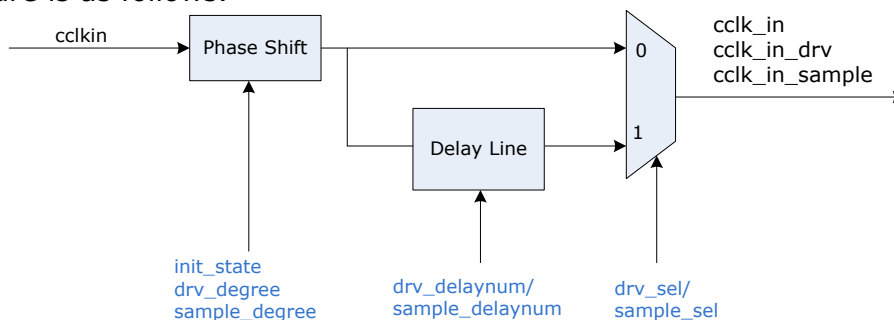 cclkin
Phase Shift
0
cclk_in
cclk_in_drv
cclk_in_sample
1
Delay Line
init_state
drv_degree
sample_degree
drv_delaynum/
sample_delaynum
drv_sel/
sample_sel